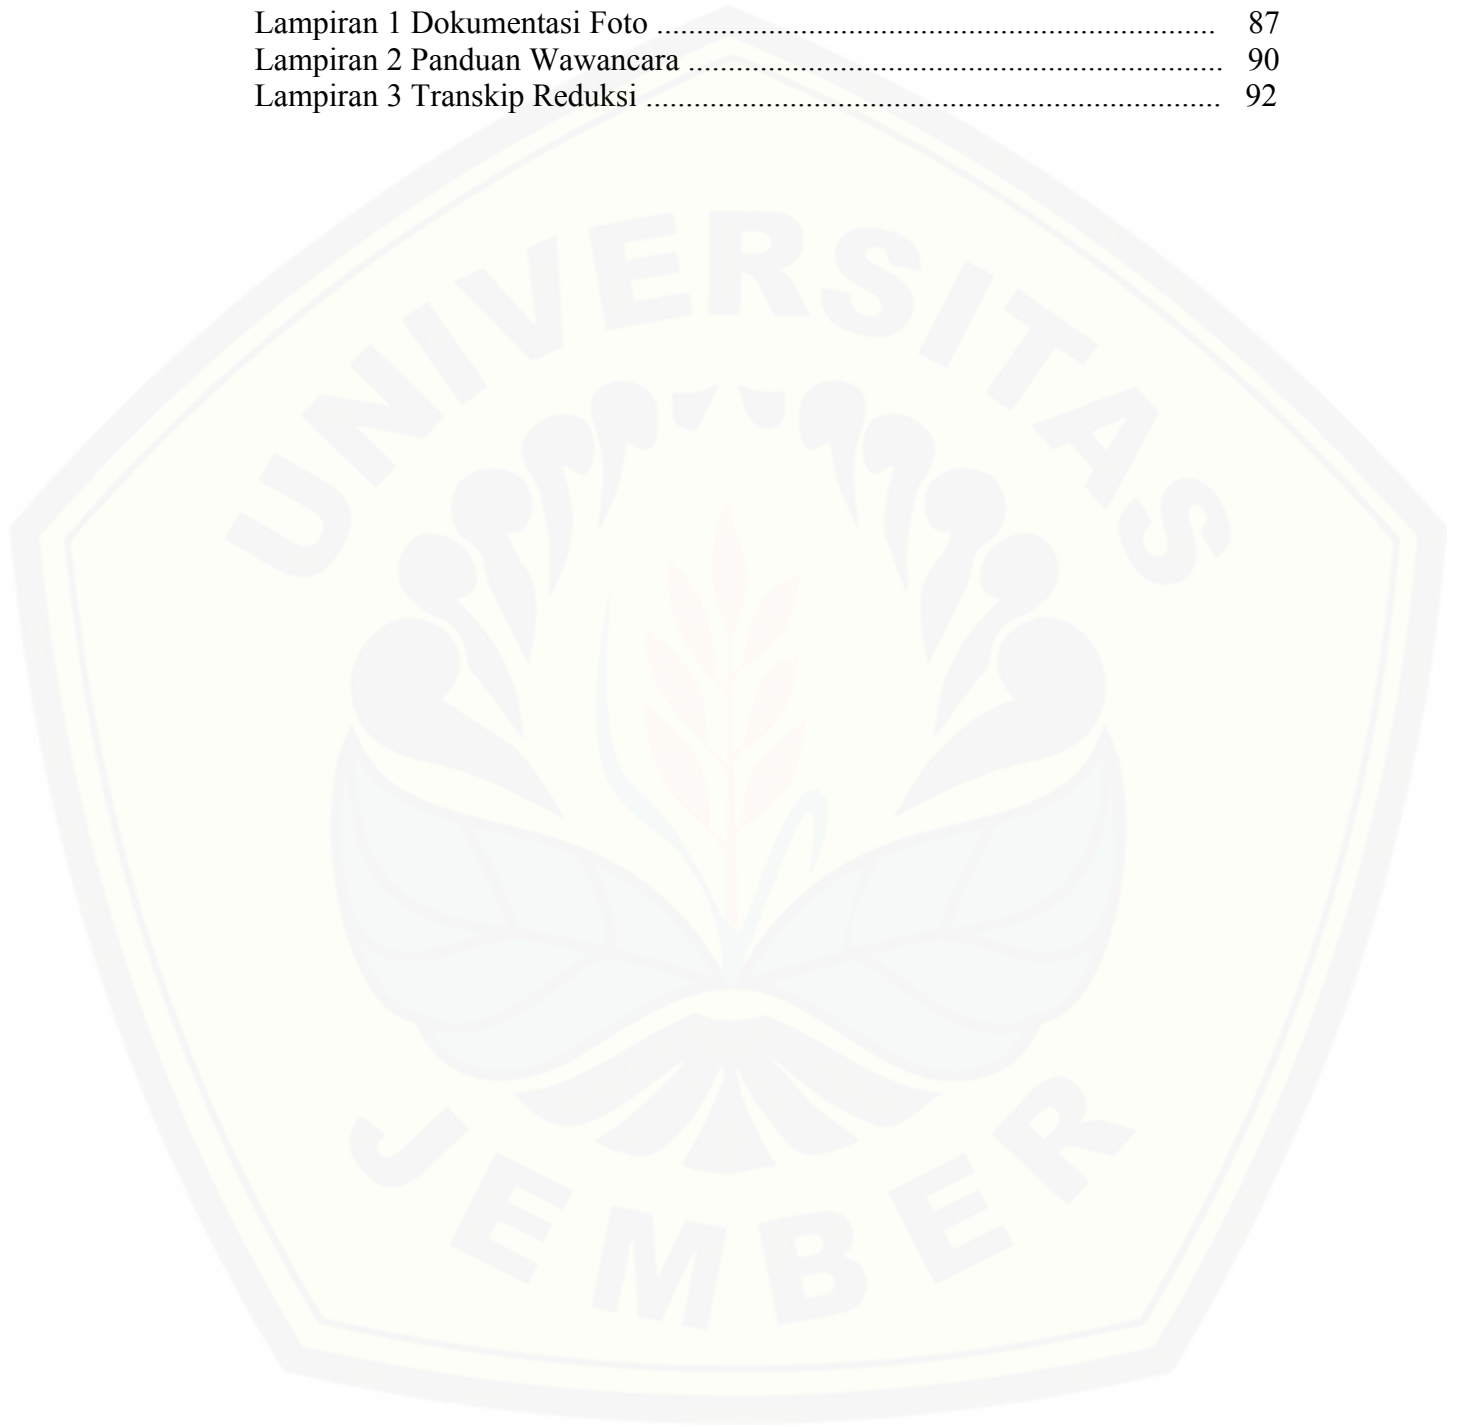 Lampiran 1 Dokumentasi Foto ...................................................................... 87
Lampiran 2 Panduan Wawancara ................................................................... 90
Lampiran 3 Transkip Reduksi ........................................................................ 92
UNIVERSITAS
JEMBER